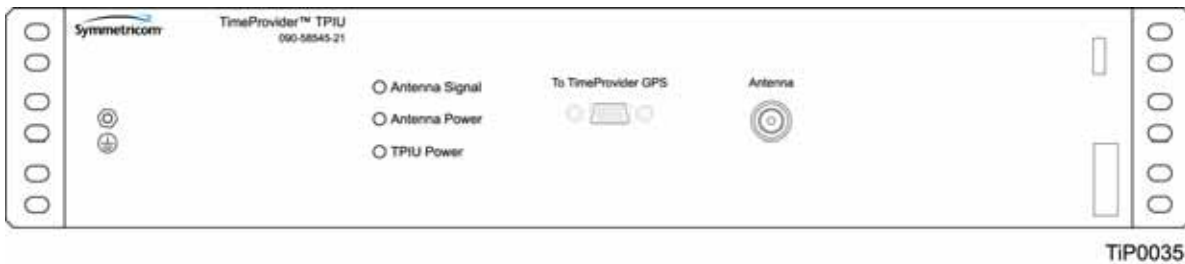 Symmetricom
TimeProvider™ TPIU
090-58545-21
Antenna Signal
Antenna Power
TPIU Power
To TimeProvider GPS
Antenna
TiP0035